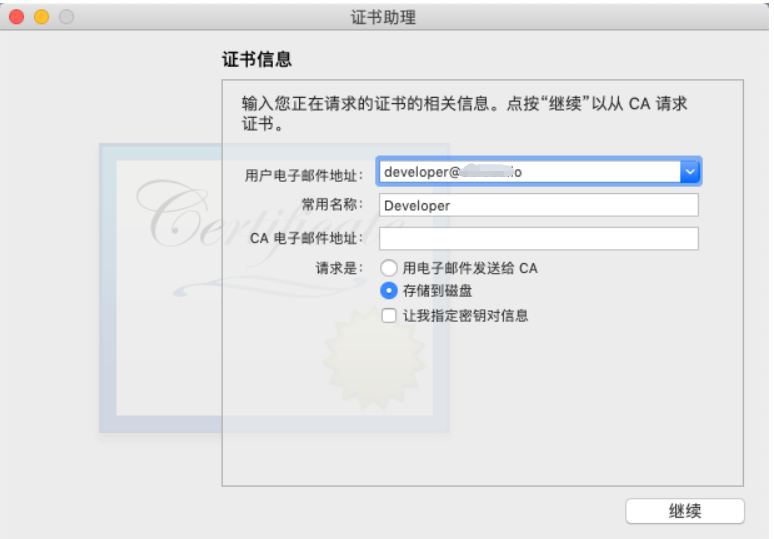 证书助理
证书信息
输入您正在请求的证书的相关信息。点按“继续”以从 CA 请求
证书。
用户电子邮件地址： developer@
常用名称： Developer
CA 电子邮件地址：
请求是： 用电子邮件发送给 CA
存储到磁盘
让我指定密钥对信息
Certificate
继续